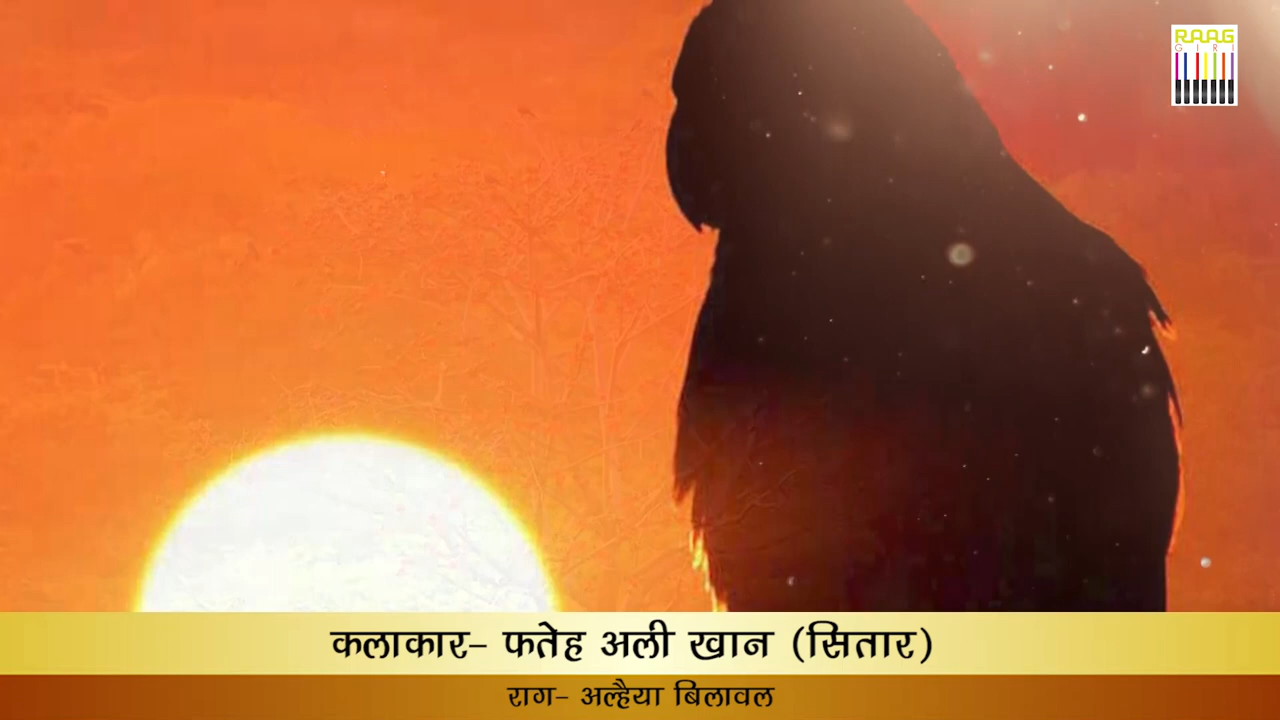 RAAG
GIRI
कलाकार- फतेह अली खान (सितार)
राग- अल्हैया बिलावल